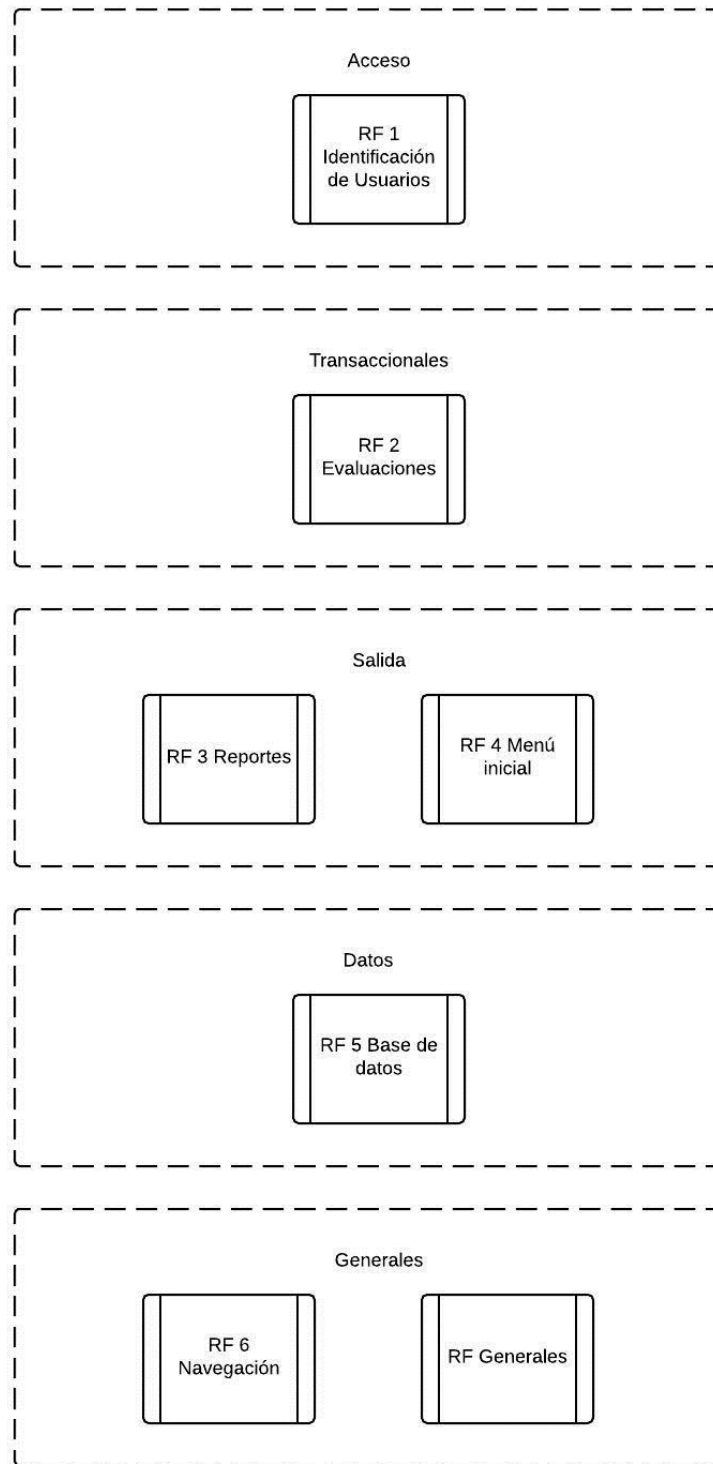 Acceso
RF 1
Identificación
de Usuarios
Transaccionales
RF 2
Evaluaciones
Salida
RF 3 Reportes
RF 4 Menú
inicial
Datos
RF 5 Base de
datos
Generales
RF 6
Navegación
RF Generales